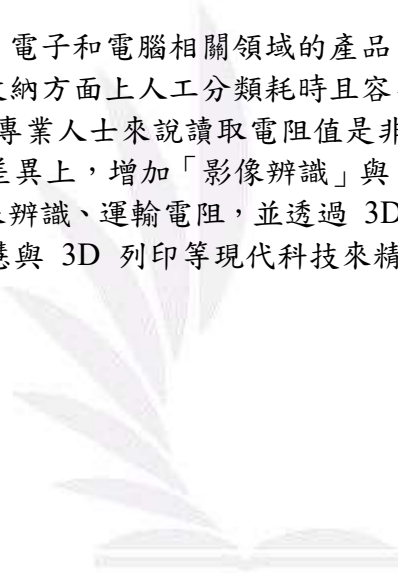 電子和電腦相關領域的產品
納方面上人工分類耗時且容
專業人士來說讀取電阻值是非
差異上，增加「影像辨識」與
辨識、運輸電阻，並透過 3D
與 3D 列印等現代科技來精